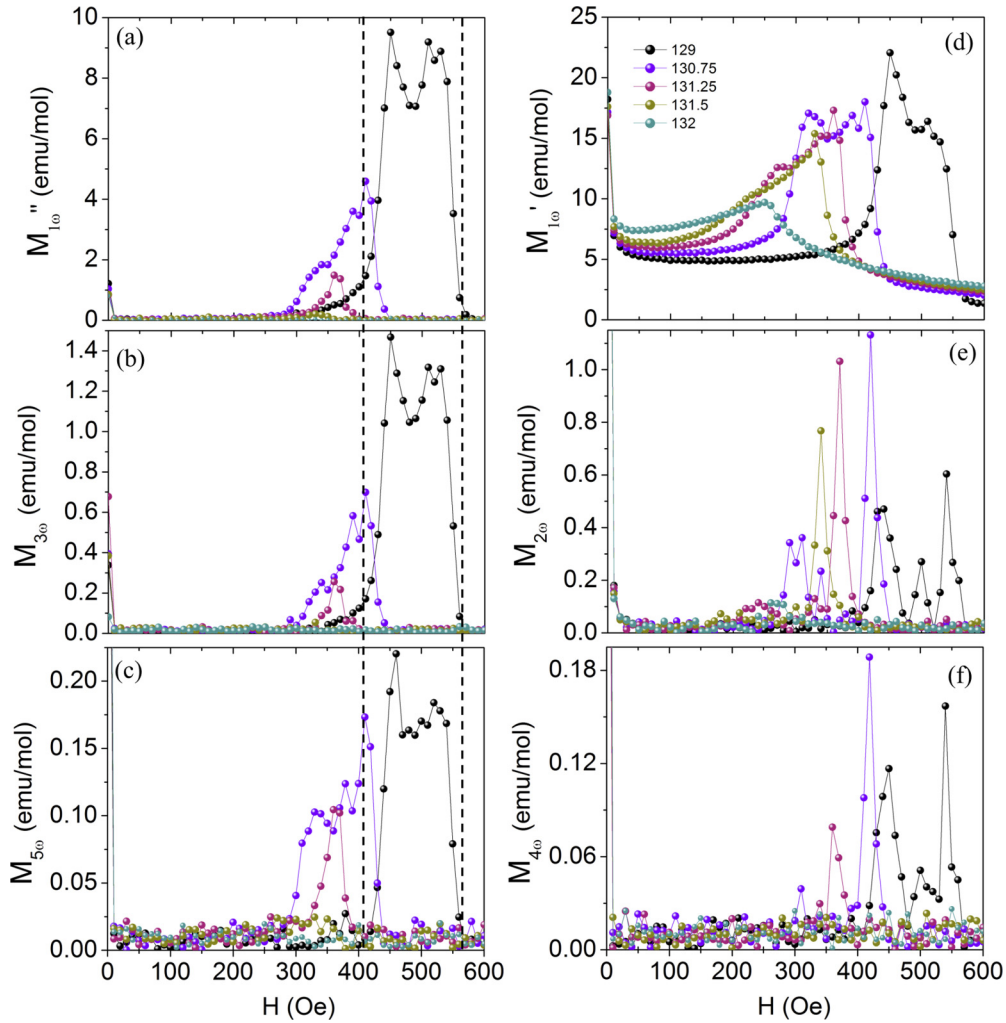 (a)
M1ω" (emu/mol)
10
8
6
4
2
0
(d)
129
130.75
131.25
131.5
132
M1ω' (emu/mol)
25
20
15
10
5
0
(b)
M3ω (emu/mol)
1.4
1.2
1.0
0.8
0.6
0.4
0.2
0.0
(e)
M2ω (emu/mol)
1.0
0.8
0.6
0.4
0.2
0.0
(c)
M5ω (emu/mol)
0.20
0.15
0.10
0.05
0.00
0 100 200 300 400 500 600
H (Oe)
(f)
M4ω (emu/mol)
0.18
0.12
0.06
0.00
0 100 200 300 400 500 600
H (Oe)